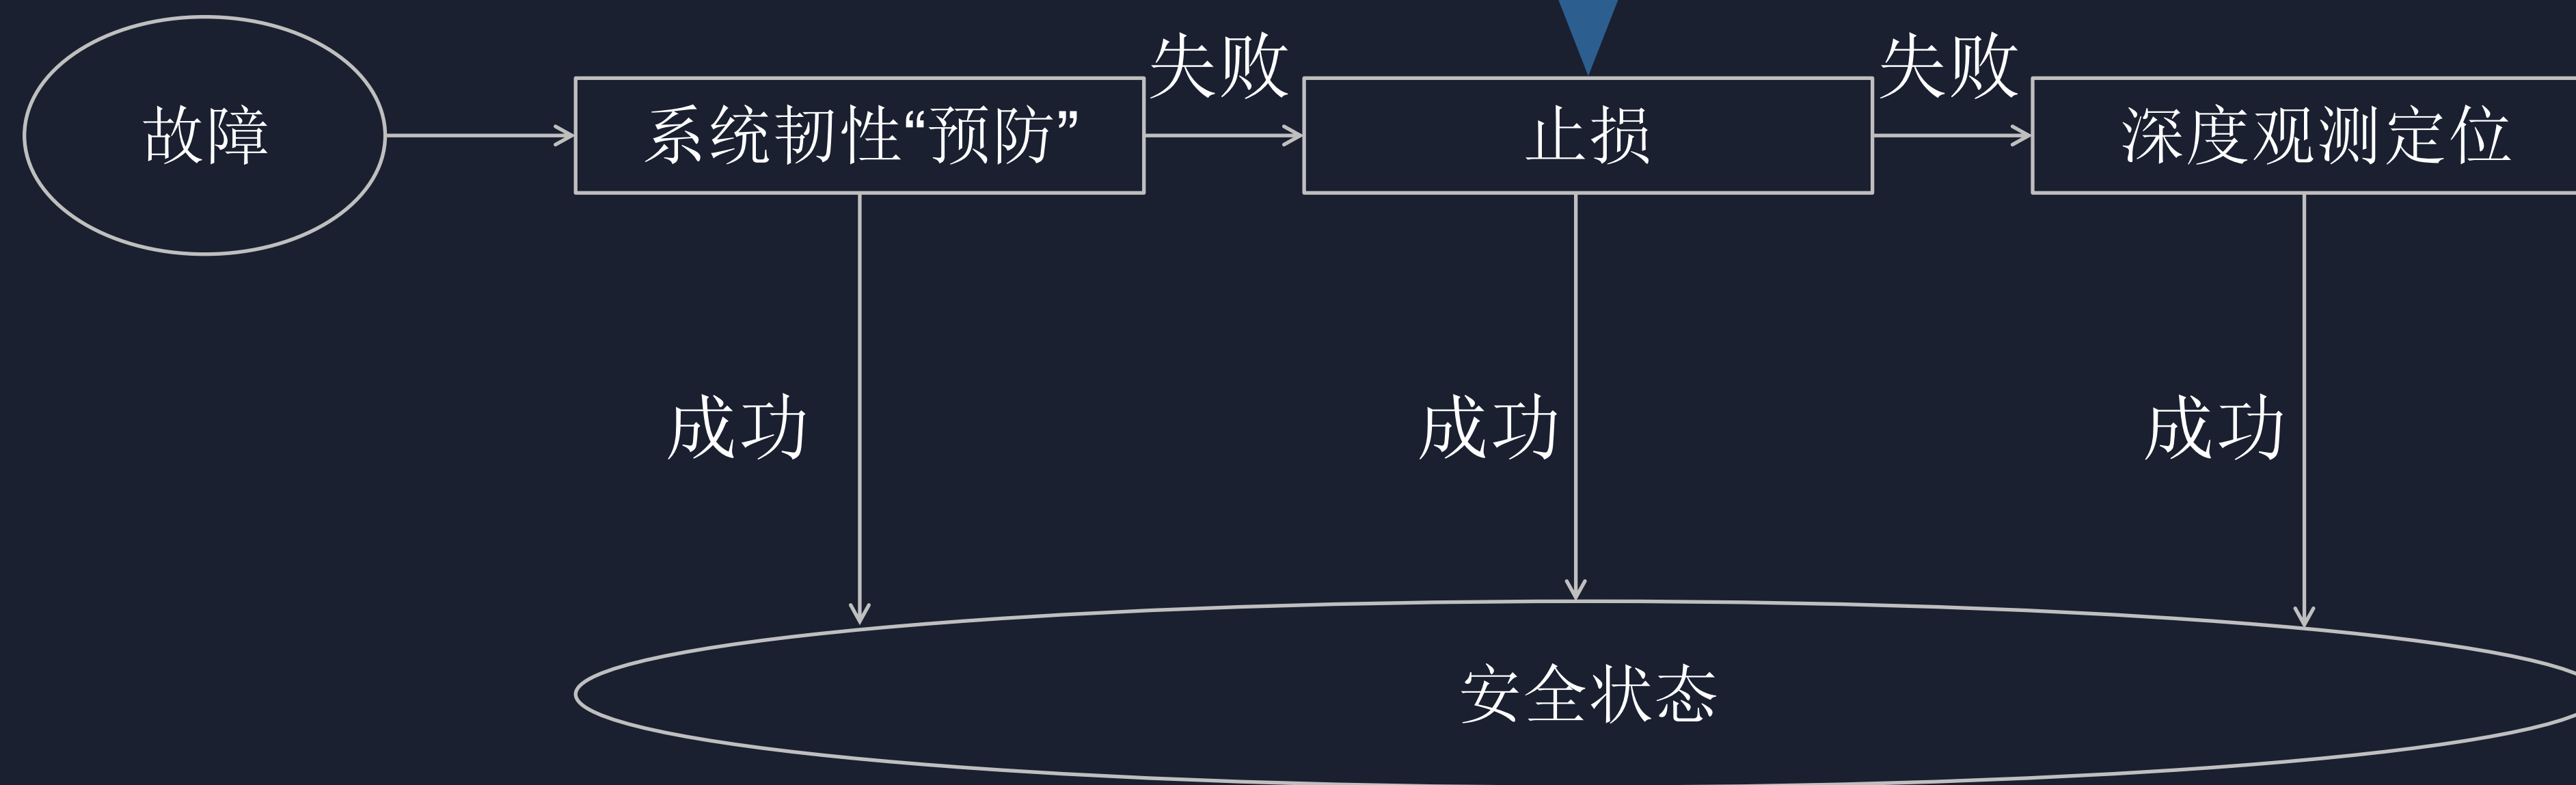 故障
系统韧性“预防”
失败
止损
失败
深度观测定位
成功
成功
成功
安全状态